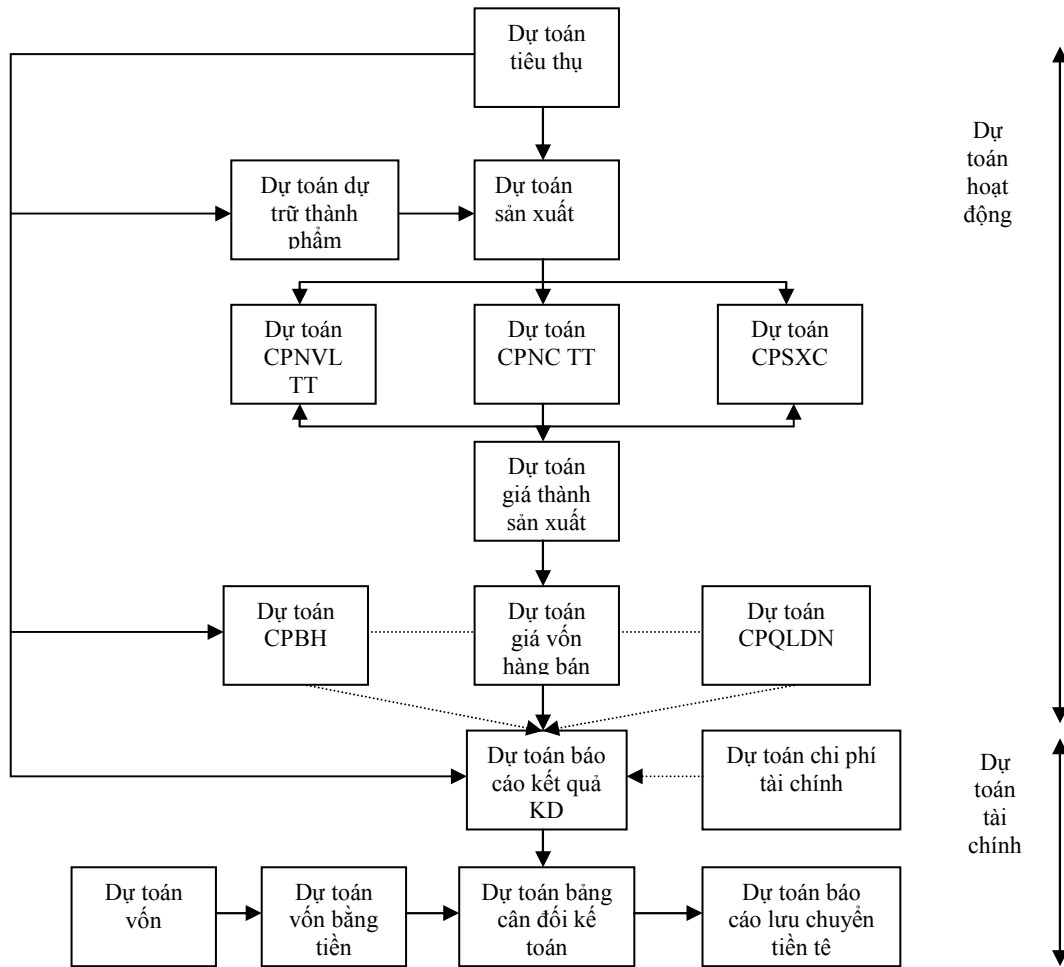 Dự toán
tiêu thụ
Dự
toán
hoạt
động
Dự toán dự
trữ thành
phẩm
Dự toán
sản xuất
Dự toán
CPNVL
TT
Dự toán
CPNC TT
Dự toán
CPSXC
Dự toán
giá thành
sản xuất
Dự toán
CPBH
Dự toán
giá vốn
hàng bán
Dự toán
CPQLDN
Dự toán báo
cáo kết quả
KD
Dự toán chi phí
tài chính
Dự
toán
tài
chính
Dự toán
vốn
Dự toán
vốn bằng
tiền
Dự toán bảng
cân đối kế
toán
Dự toán báo
cáo lưu chuyển
tiền tê